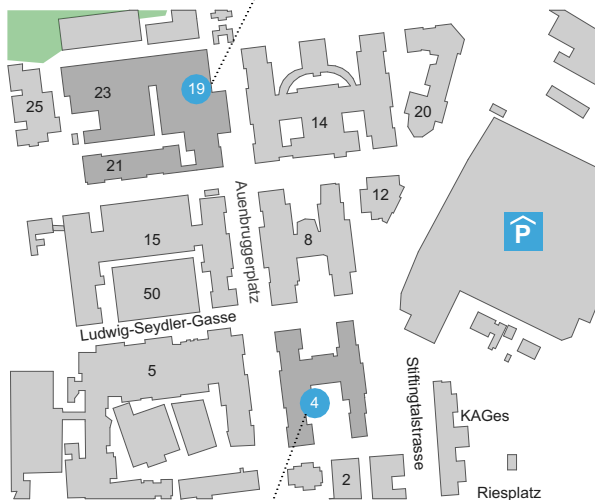 25
23
19
14
20
21
12
Auenbruggerplatz
15
8
P
50
Ludwig-Seydler-Gasse
5
4
Stiftingtalstrasse
KAGes
2
Riesplatz